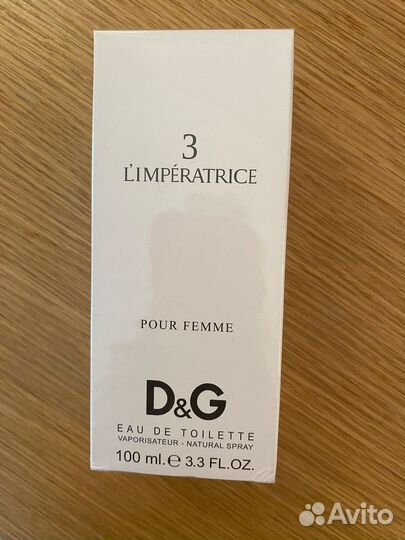 3
L'IMPÉRATRICE
POUR FEMME
D&G
EAU DE TOILETTE
VAPORISATEUR - NATURAL SPRAY
100 ml. ℮ 3.3 FL.OZ.
Avito